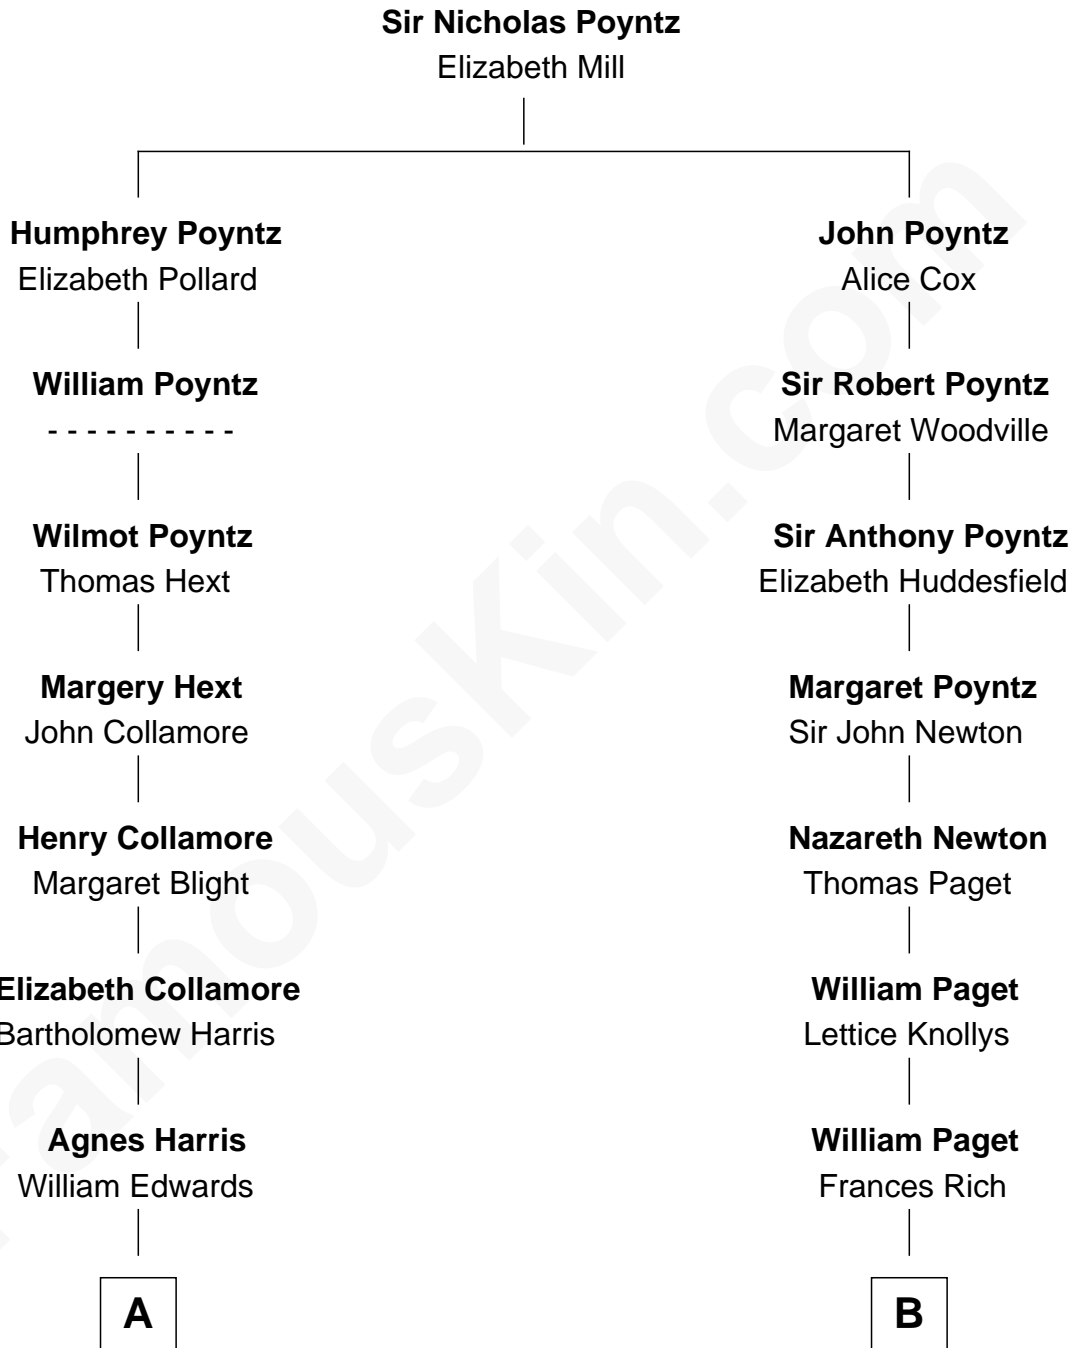 Sir Nicholas Poyntz
Elizabeth Mill
Humphrey Poyntz
Elizabeth Pollard
John Poyntz
Alice Cox
William Poyntz
- - - - - - - - - -
Sir Robert Poyntz
Margaret Woodville
Wilmot Poyntz
Thomas Hext
Sir Anthony Poyntz
Elizabeth Huddesfield
Margery Hext
John Collamore
Margaret Poyntz
Sir John Newton
Henry Collamore
Margaret Blight
Nazareth Newton
Thomas Paget
Elizabeth Collamore
Bartholomew Harris
William Paget
Lettice Knollys
Agnes Harris
William Edwards
William Paget
Frances Rich
A
B
FamousKin.com